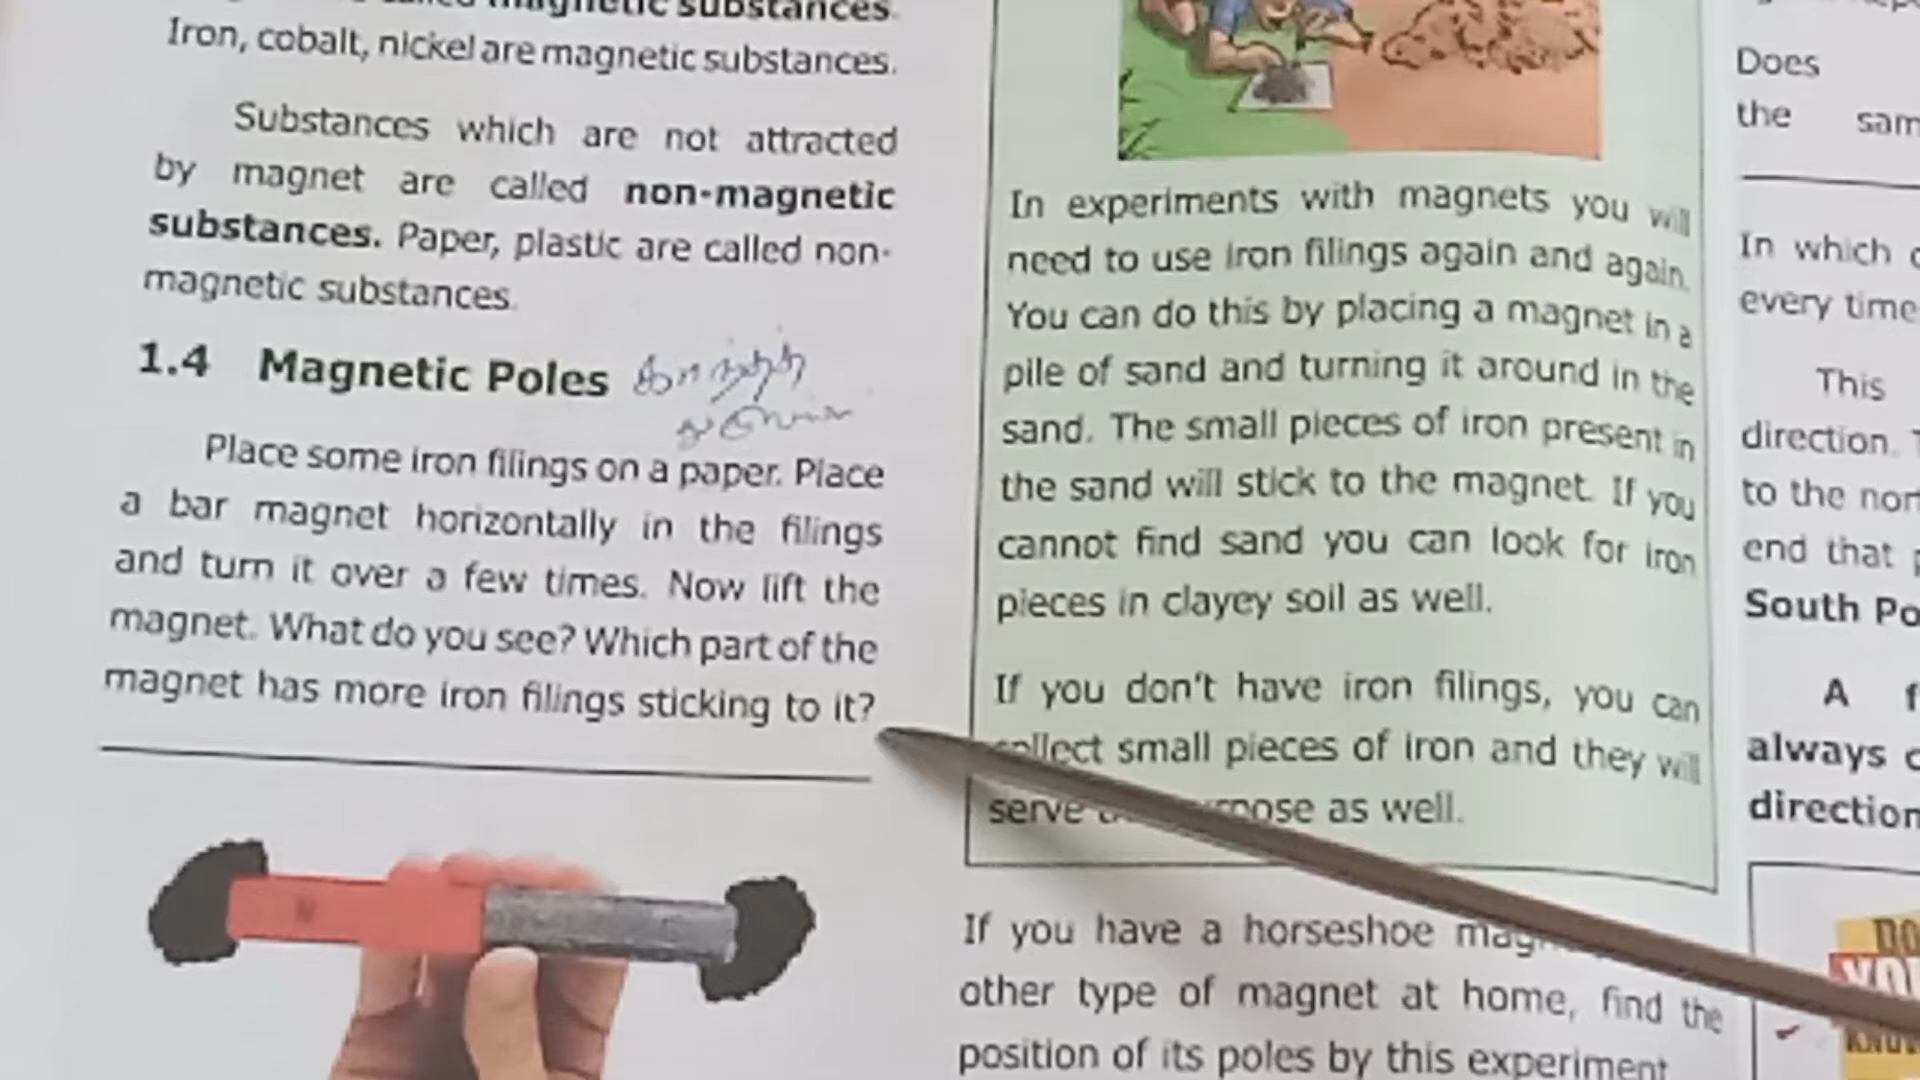 magnetic substances.
Iron, cobalt, nickel are magnetic substances.
Substances which are not attracted
by magnet are called non-magnetic
substances. Paper, plastic are called non-
magnetic substances.
1.4 Magnetic Poles
Place some iron filings on a paper. Place
a bar magnet horizontally in the filings
and turn it over a few times. Now lift the
magnet. What do you see? Which part of the
magnet has more iron filings sticking to it?
N
In experiments with magnets you will
need to use iron filings again and again.
You can do this by placing a magnet in a
pile of sand and turning it around in the
sand. The small pieces of iron present in
the sand will stick to the magnet. If you
cannot find sand you can look for iron
pieces in clayey soil as well.
If you don't have iron filings, you can
collect small pieces of iron and they will
serve as well.
If you have a horseshoe
other type of magnet at home, find the
position of its poles by this experiment
Does
the sam
In which
every time
This
direction.
to the nor
end that
South Po
A f
always
direction
DO
YOU
KNOW